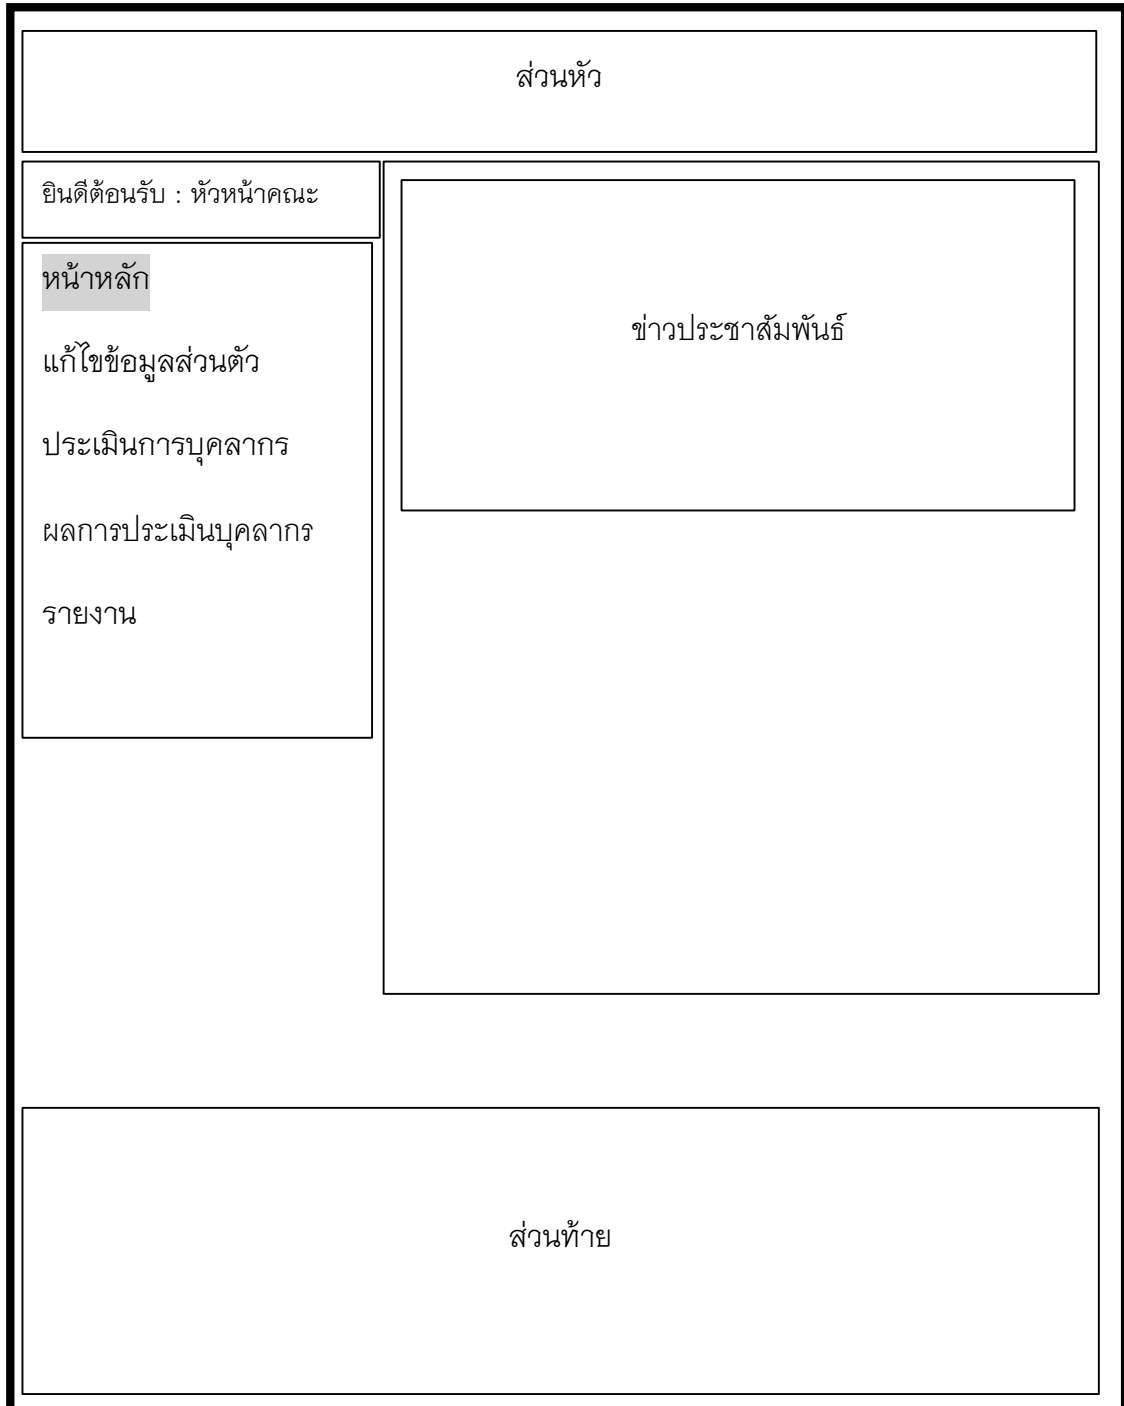 ส่วนหัว
ยินดีต้อนรับ : หัวหน้าคณะ
หน้าหลัก
แก้ไขข้อมูลส่วนตัว
ประเมินการบุคลากร
ผลการประเมินบุคลากร
รายงาน
ข่าวประชาสัมพันธ์
ส่วนท้าย